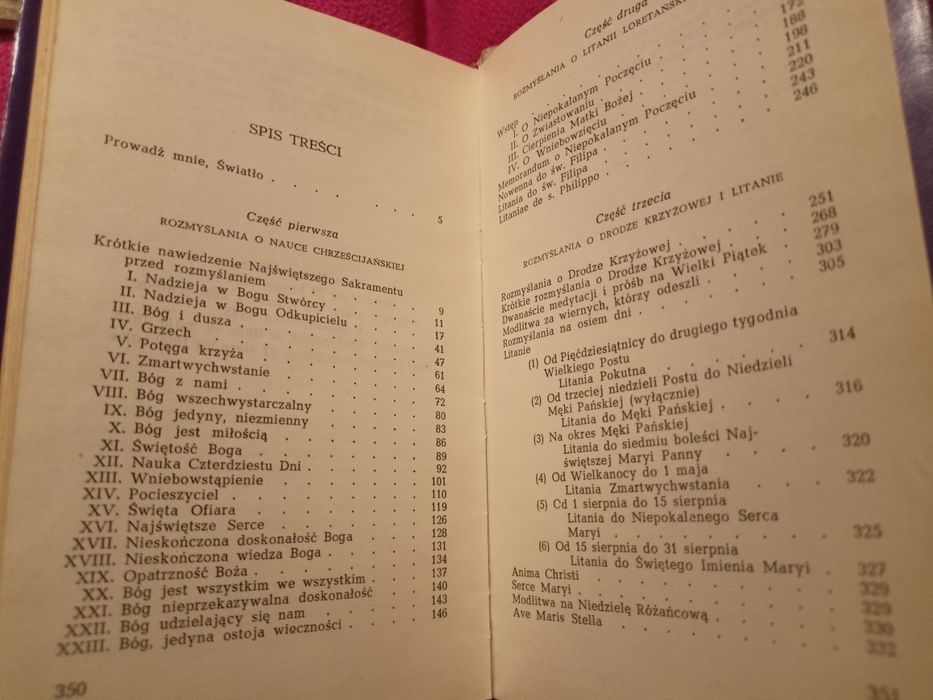 SPIS TREŚCI
Prowadź mnie, Światło . . . . . . 5
Część pierwsza
ROZMYŚLANIA O NAUCE CHRZEŚCIJAŃSKIEJ
Krótkie nawiedzenie Najświętszego Sakramentu
przed rozmyślaniem . . . . . 9
I. Nadzieja w Bogu Stwórcy . . . . 11
II. Nadzieja w Bogu Odkupicielu . . . 17
III. Bóg i dusza . . . . . . 41
IV. Grzech . . . . . . 47
V. Potęga krzyża . . . . . 61
VI. Zmartwychwstanie . . . . . 64
VII. Bóg z nami . . . . . . 72
VIII. Bóg wszechwystarczalny . . . . 80
IX. Bóg jedyny, niezmienny . . . . 83
X. Bóg jest miłością . . . . . 86
XI. Świętość Boga . . . . . 89
XII. Nauka Czterdziestu Dni . . . . 92
XIII. Wniebowstąpienie . . . . . 101
XIV. Pocieszyciel . . . . . . 110
XV. Święta Ofiara . . . . . 119
XVI. Najświętsze Serce . . . . . 126
XVII. Nieskończona doskonałość Boga . . . 128
XVIII. Nieskończona wiedza Boga . . . . 131
XIX. Opatrzność Boża . . . . . 134
XX. Bóg jest wszystkim we wszystkim . . . 137
XXI. Bóg nieprzekazywalna doskonałość . . 140
XXII. Bóg udzielający się nam . . . . 143
XXIII. Bóg, jedyna ostoja wieczności . . . . 146
350
Część druga
ROZMYŚLANIA O LITANII LORETAŃSK
Wstęp . . . . .
I. O Niepokalanym Poczęciu . . .
II. O Zwiastowaniu . . . . 172
III. Cierpienia Matki Bożej . . . 188
IV. O Wniebowzięciu . . . . 198
Memorandum o Niepokalanym Poczęciu . . 211
Nowenna do św. Filipa . . . . 220
Litania do św. Filipa . . . . 243
Litaniae de s. Philippo . . . . 246
Część trzecia
ROZMYŚLANIA O DRODZE KRZYŻOWEJ I LITANIE
Rozmyślania o Drodze Krzyżowej . . . . 251
Krótkie rozmyślania o Drodze Krzyżowej . . . 268
Dwanaście medytacji i próśb na Wielki Piątek . 279
Modlitwa za wiernych, którzy odeszli . . . 303
Rozmyślania na osiem dni . . . . . 305
Litanie
(1) Od Pięćdziesiątnicy do drugiego tygodnia
Wielkiego Postu
Litania Pokutna . . . . . 314
(2) Od trzeciej niedzieli Postu do Niedzieli
Męki Pańskiej (wyłącznie)
Litania do Męki Pańskiej . . . . 316
(3) Na okres Męki Pańskiej
Litania do siedmiu boleści Naj-
świętszej Maryi Panny . . . . 320
(4) Od Wielkanocy do 1 maja
Litania Zmartwychwstania . . . 322
(5) Cd 1 sierpnia do 15 sierpnia
Litania do Niepokalanego Serca
Maryi . . . . . . 325
(6) Od 15 sierpnia do 31 sierpnia
Litania do Świętego Imienia Maryi . 327
Anima Christi . . . . . . 329
Serce Maryi . . . . . . . 329
Modlitwa na Niedzielę Różańcową . . . . 330
Ave Maris Stella . . . . . . 332
351